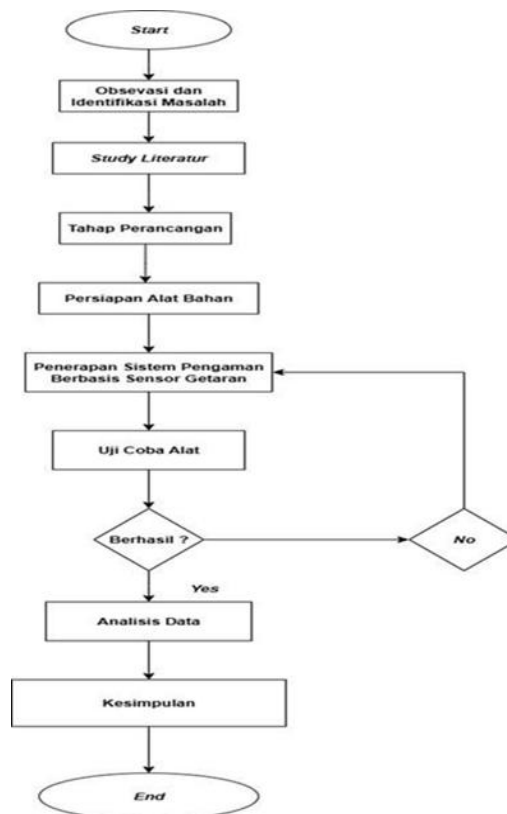 Start
Obsevasi dan
Identifikasi Masalah
Study Literatur
Tahap Perancangan
Persiapan Alat Bahan
Penerapan Sistem Pengaman
Berbasis Sensor Getaran
Uji Coba Alat
Berhasil ?
No
Yes
Analisis Data
Kesimpulan
End